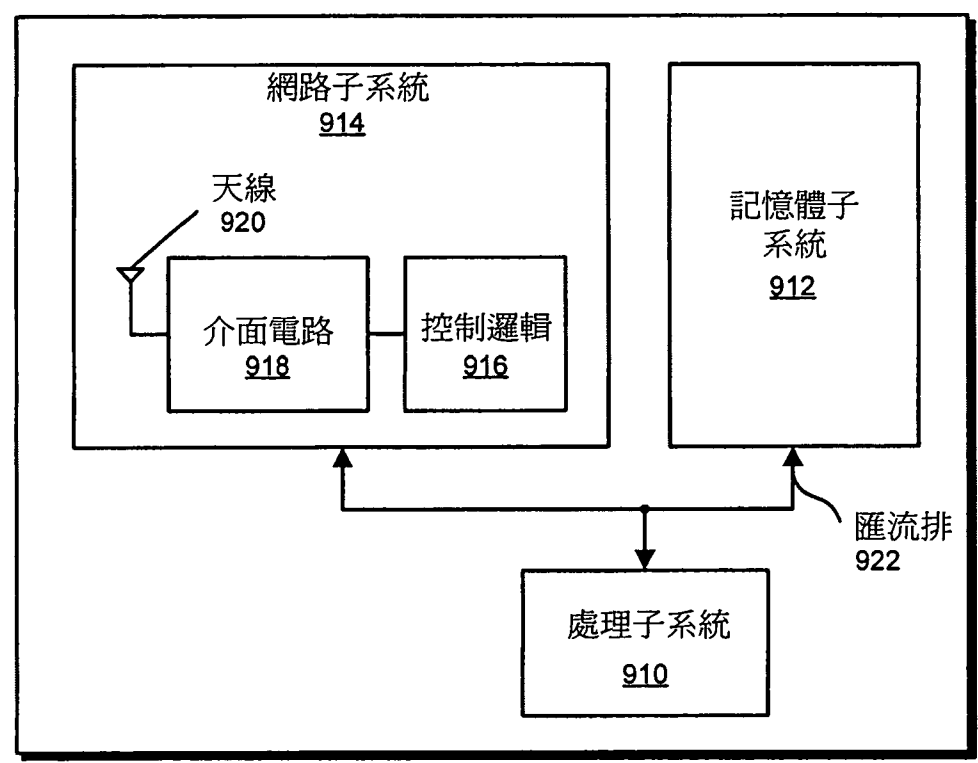 網路子系統
914
天線
920
介面電路
918
控制邏輯
916
記憶體子
系統
912
匯流排
922
處理子系統
910